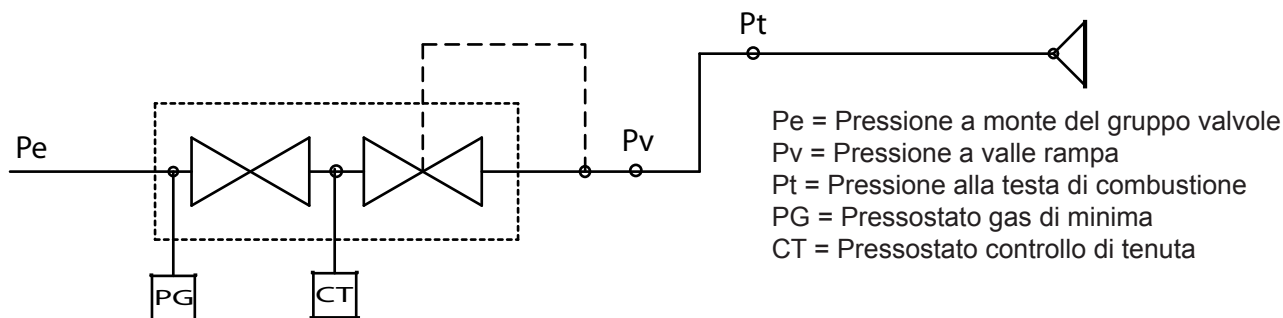 Pt
Pe
Pv
PG
CT
Pe = Pressione a monte del gruppo valvole
Pv = Pressione a valle rampa
Pt = Pressione alla testa di combustione
PG = Pressostato gas di minima
CT = Pressostato controllo di tenuta